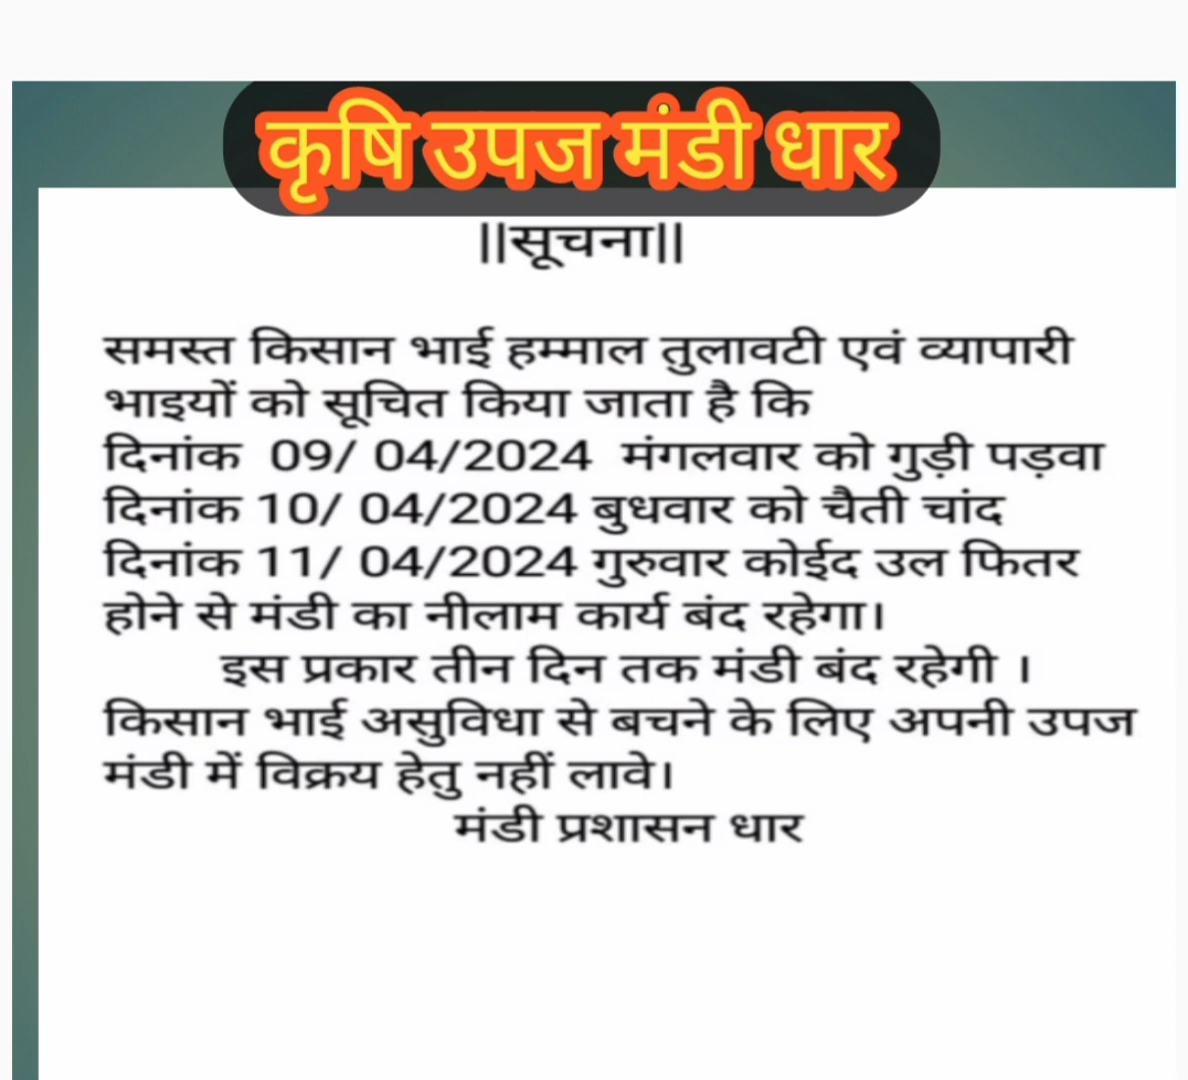 कृषि उपज मंडी धार
||सूचना||
समस्त किसान भाई हम्माल तुलावटी एवं व्यापारी
भाइयों को सूचित किया जाता है कि
दिनांक 09/ 04/2024 मंगलवार को गुड़ी पड़वा
दिनांक 10/ 04/2024 बुधवार को चैती चांद
दिनांक 11/ 04/2024 गुरुवार कोईद उल फितर
होने से मंडी का नीलाम कार्य बंद रहेगा।
इस प्रकार तीन दिन तक मंडी बंद रहेगी ।
किसान भाई असुविधा से बचने के लिए अपनी उपज
मंडी में विक्रय हेतु नहीं लावे।
मंडी प्रशासन धार